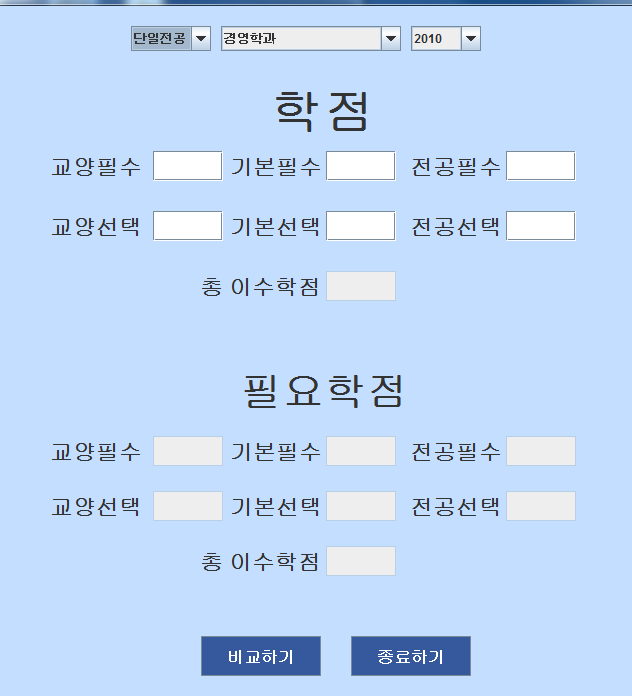 단일전공 경영학과 2010
학점
교양필수 기본필수 전공필수
교양선택 기본선택 전공선택
총 이수학점
필요학점
교양필수 기본필수 전공필수
교양선택 기본선택 전공선택
총 이수학점
비교하기 종료하기